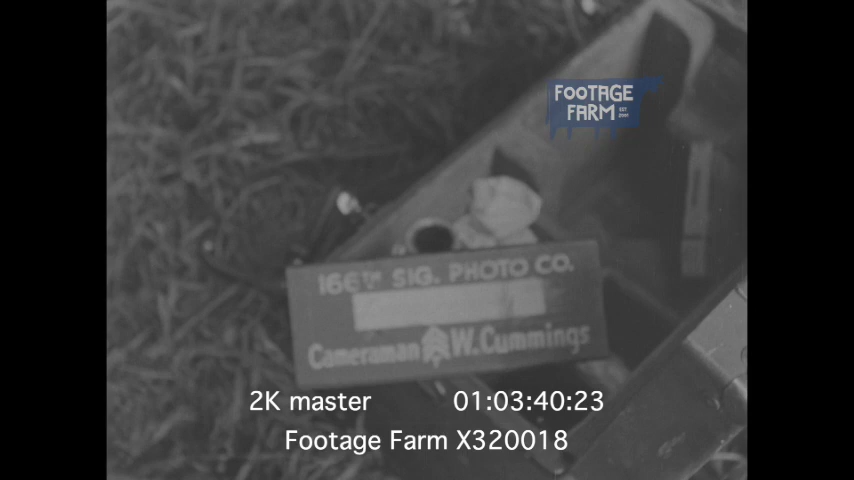 FOOTAGE
FARM
166TH SIG. PHOTO CO.
Cameraman W. Cummings
2K master 01:03:40:23
Footage Farm X320018